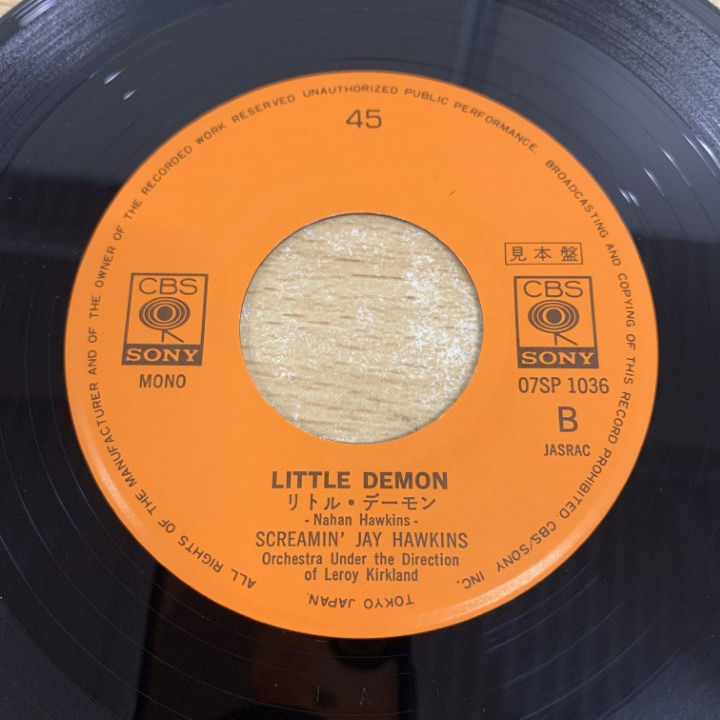 ALL RIGHTS OF THE MANUFACTURER AND OF THE OWNER OF THE RECORDED WORK RESERVED UNAUTHORIZED PUBLIC PERFORMANCE. BROADCASTING AND COPYING OF THIS RECORD PROHIBITED CBS/SONY INC. TOKYO JAPAN.
45
見本盤
CBS
SONY
MONO
CBS
SONY
07SP 1036
B
JASRAC
LITTLE DEMON
リトル・デーモン
- Nahan Hawkins -
SCREAMIN' JAY HAWKINS
Orchestra Under the Direction
of Leroy Kirkland